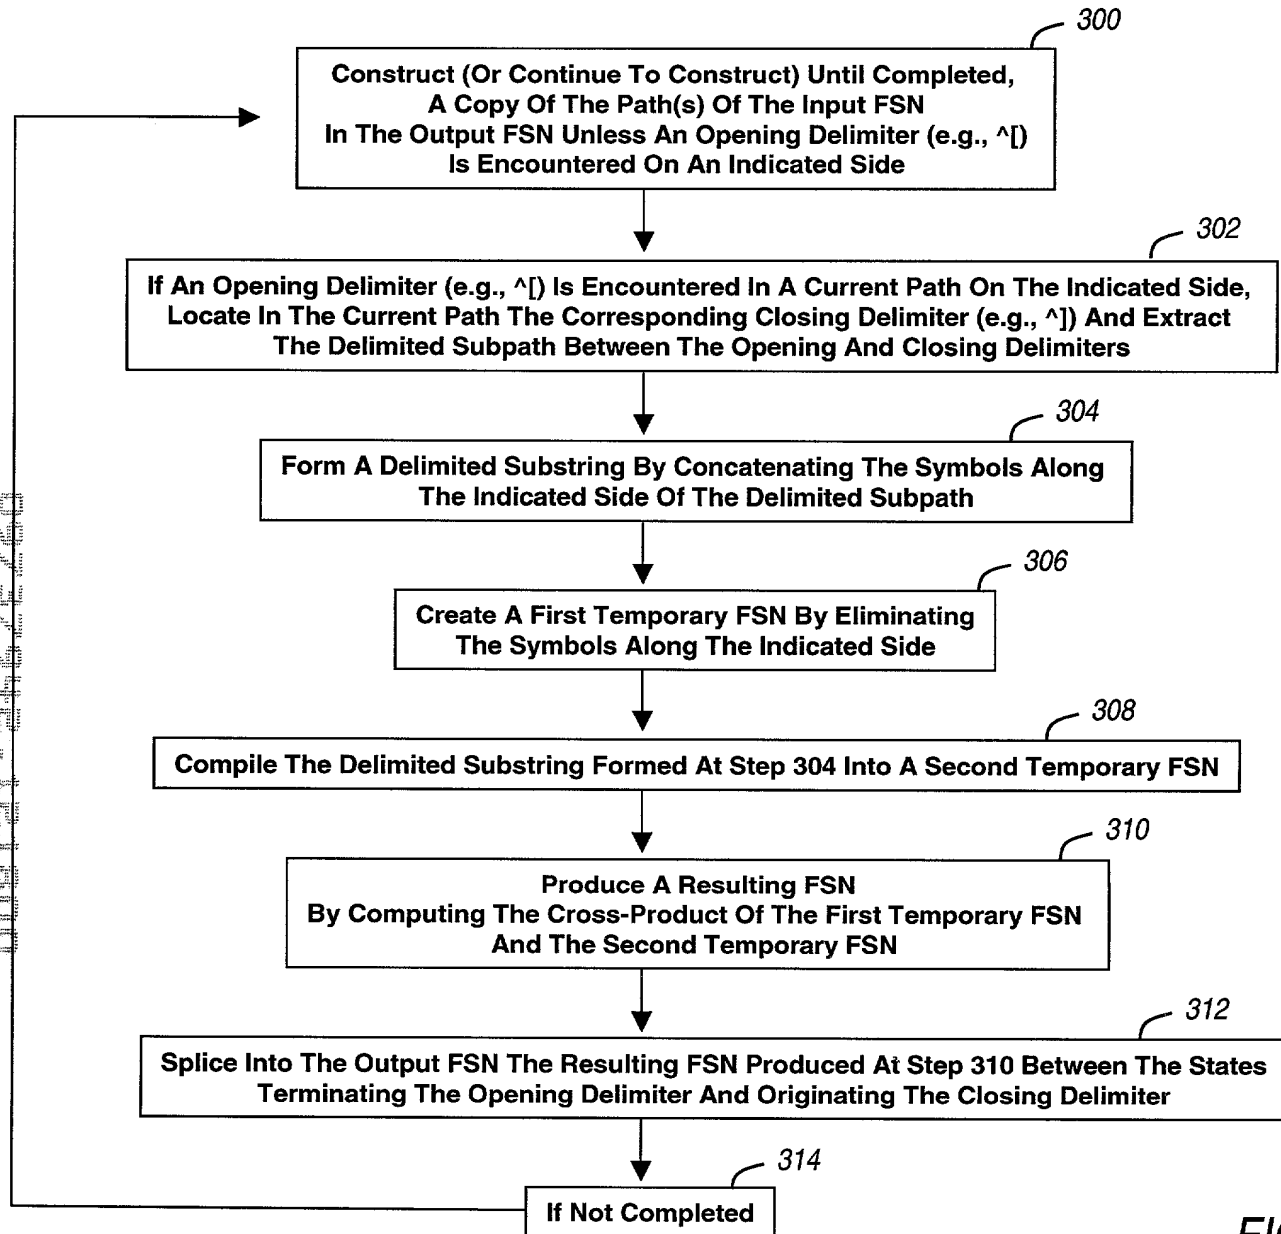 300
Construct (Or Continue To Construct) Until Completed,
A Copy Of The Path(s) Of The Input FSN
In The Output FSN Unless An Opening Delimiter (e.g., ^[)
Is Encountered On An Indicated Side
302
If An Opening Delimiter (e.g., ^[) Is Encountered In A Current Path On The Indicated Side,
Locate In The Current Path The Corresponding Closing Delimiter (e.g., ^]) And Extract
The Delimited Subpath Between The Opening And Closing Delimiters
304
Form A Delimited Substring By Concatenating The Symbols Along
The Indicated Side Of The Delimited Subpath
306
Create A First Temporary FSN By Eliminating
The Symbols Along The Indicated Side
308
Compile The Delimited Substring Formed At Step 304 Into A Second Temporary FSN
310
Produce A Resulting FSN
By Computing The Cross-Product Of The First Temporary FSN
And The Second Temporary FSN
312
Splice Into The Output FSN The Resulting FSN Produced At Step 310 Between The States
Terminating The Opening Delimiter And Originating The Closing Delimiter
314
If Not Completed